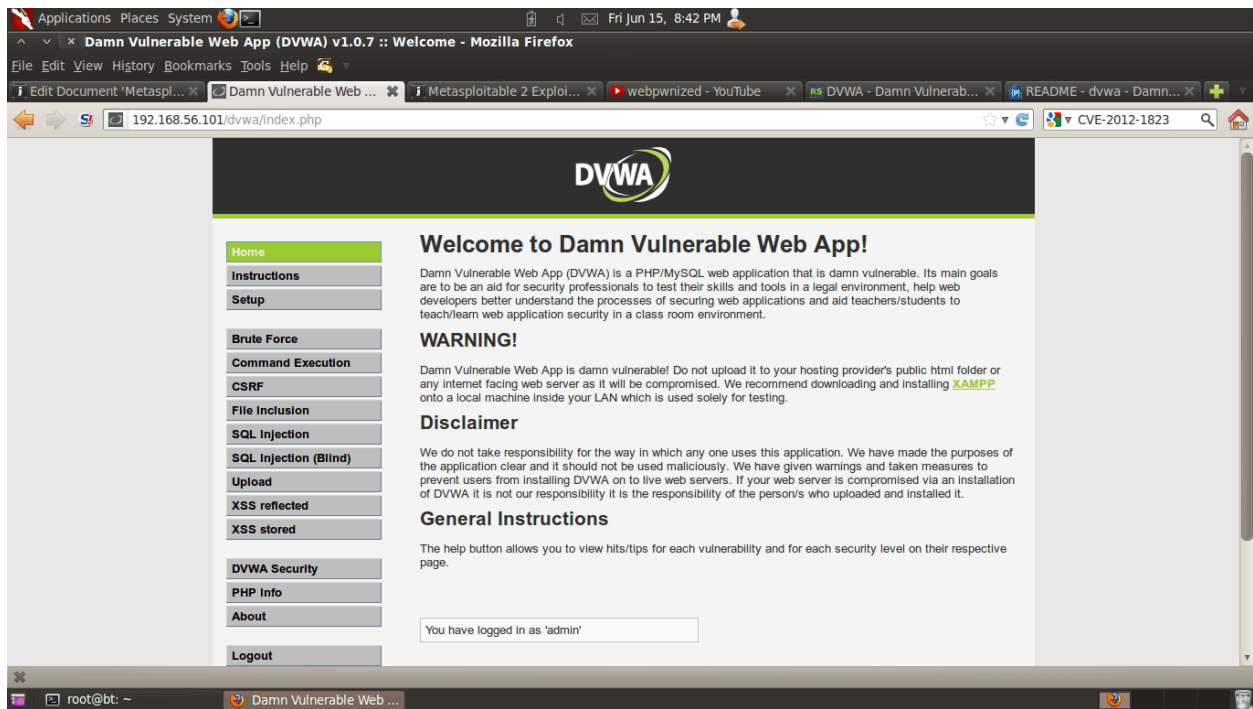 Applications Places System
Fri Jun 15, 8:42 PM
Damn Vulnerable Web App (DVWA) v1.0.7 :: Welcome - Mozilla Firefox
File Edit View History Bookmarks Tools Help
Edit Document 'Metaspl...
Damn Vulnerable Web ...
Metasploitable 2 Exploi...
webpwnized - YouTube
RS DVWA - Damn Vulnerab...
README - dvwa - Damn...
192.168.56.101/dvwa/index.php
CVE-2012-1823
DVWA
Home
Instructions
Setup
Brute Force
Command Execution
CSRF
File Inclusion
SQL Injection
SQL Injection (Blind)
Upload
XSS reflected
XSS stored
DVWA Security
PHP Info
About
Logout
Welcome to Damn Vulnerable Web App!
Damn Vulnerable Web App (DVWA) is a PHP/MySQL web application that is damn vulnerable. Its main goals
are to be an aid for security professionals to test their skills and tools in a legal environment, help web
developers better understand the processes of securing web applications and aid teachers/students to
teach/learn web application security in a class room environment.
WARNING!
Damn Vulnerable Web App is damn vulnerable! Do not upload it to your hosting provider's public html folder or
any internet facing web server as it will be compromised. We recommend downloading and installing XAMPP
onto a local machine inside your LAN which is used solely for testing.
Disclaimer
We do not take responsibility for the way in which any one uses this application. We have made the purposes of
the application clear and it should not be used maliciously. We have given warnings and taken measures to
prevent users from installing DVWA on to live web servers. If your web server is compromised via an installation
of DVWA it is not our responsibility it is the responsibility of the person/s who uploaded and installed it.
General Instructions
The help button allows you to view hits/tips for each vulnerability and for each security level on their respective
page.
You have logged in as 'admin'
root@bt: ~
Damn Vulnerable Web ...